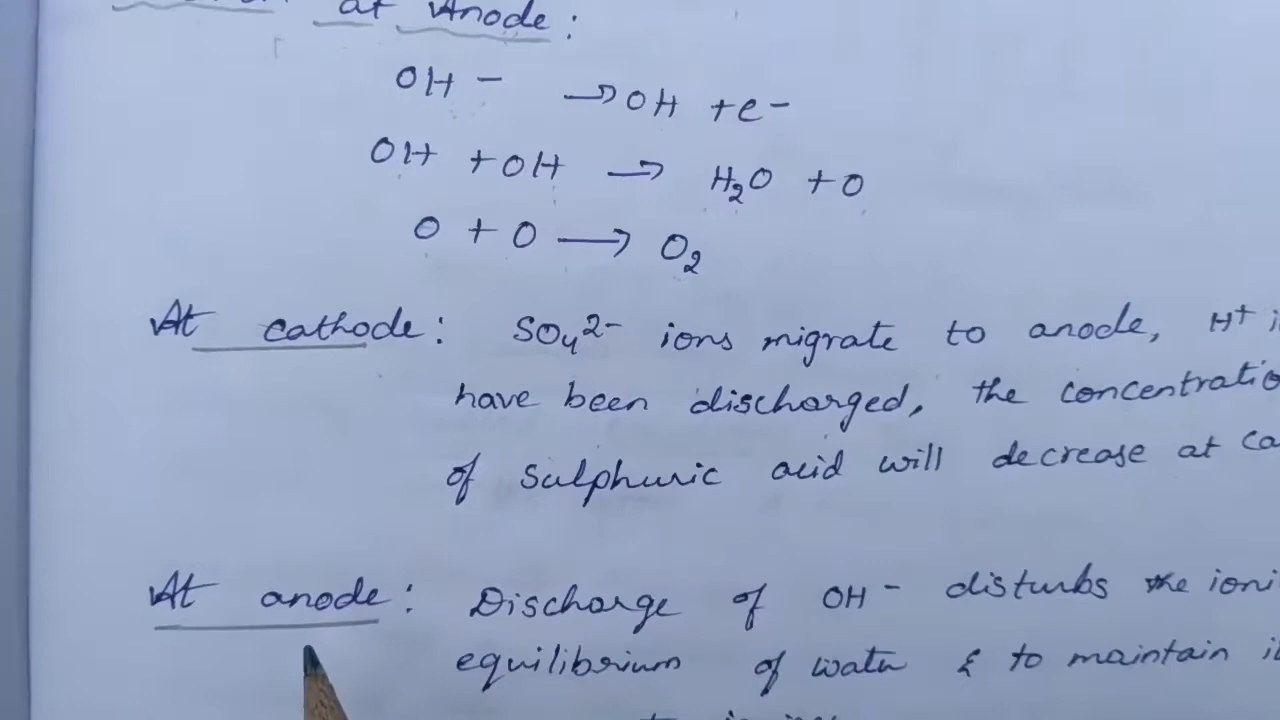 at Anode :
OH - → OH + e-
OH + OH → H2O + O
O + O → O2
At cathode : SO4 2- ions migrate to anode, H+
have been discharged, the concentratio
of sulphuric acid will decrease at ca
At anode : Discharge of OH - disturbs the ioni
equilibrium of water & to maintain